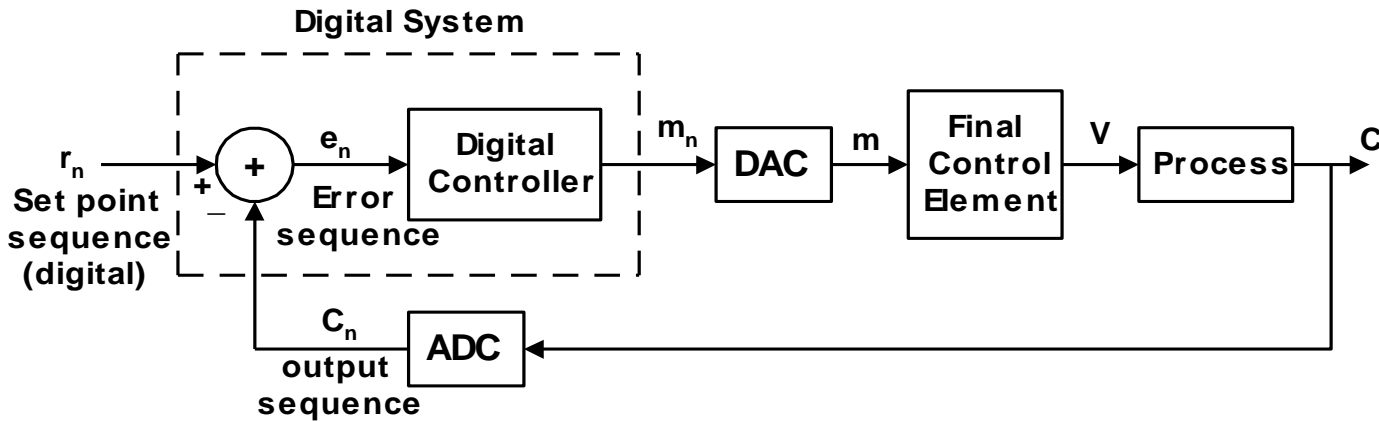 Digital System
r_n
Set point
sequence
(digital)
+
+
−
e_n
Error
sequence
Digital
Controller
m_n
DAC
m
Final
Control
Element
V
Process
C
C_n
output
sequence
ADC